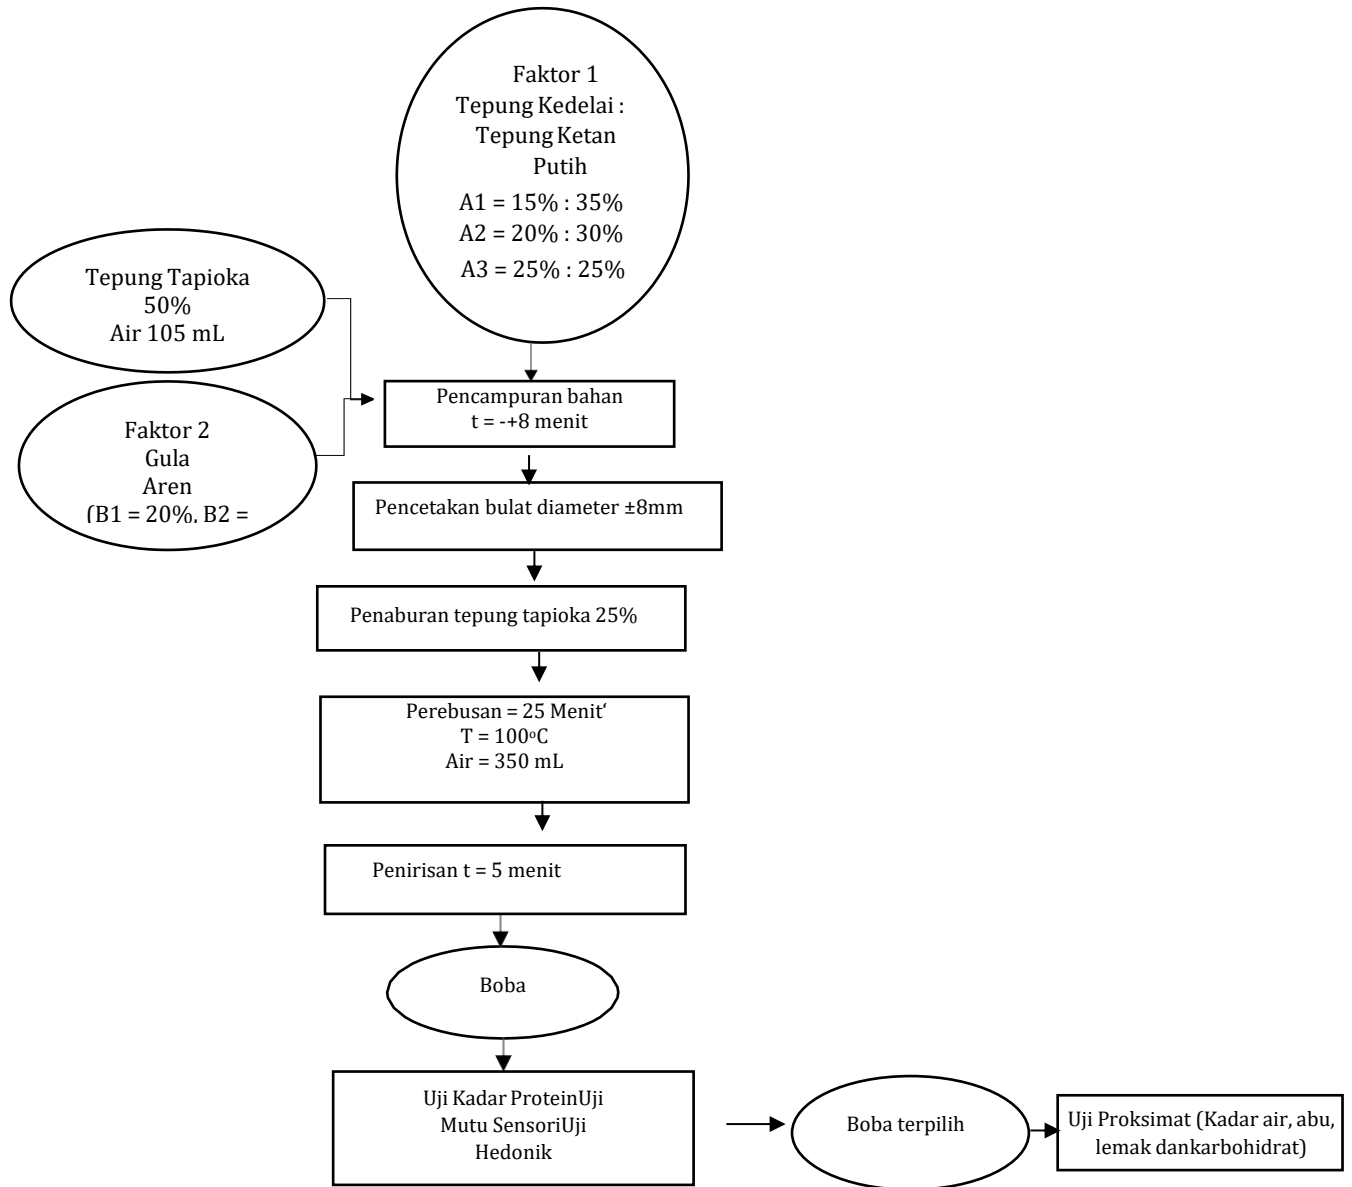 Faktor 1
Tepung Kedelai :
Tepung Ketan
Putih
A1 = 15% : 35%
A2 = 20% : 30%
A3 = 25% : 25%
Tepung Tapioka
50%
Air 105 mL
Faktor 2
Gula
Aren
(B1 = 20%, B2 =
Pencampuran bahan
t = -+8 menit
Pencetakan bulat diameter ±8mm
Penaburan tepung tapioka 25%
Perebusan = 25 Menit‘
T = 100°C
Air = 350 mL
Penirisan t = 5 menit
Boba
Uji Kadar ProteinUji
Mutu SensoriUji
Hedonik
Boba terpilih
Uji Proksimat (Kadar air, abu,
lemak dankarbohidrat)